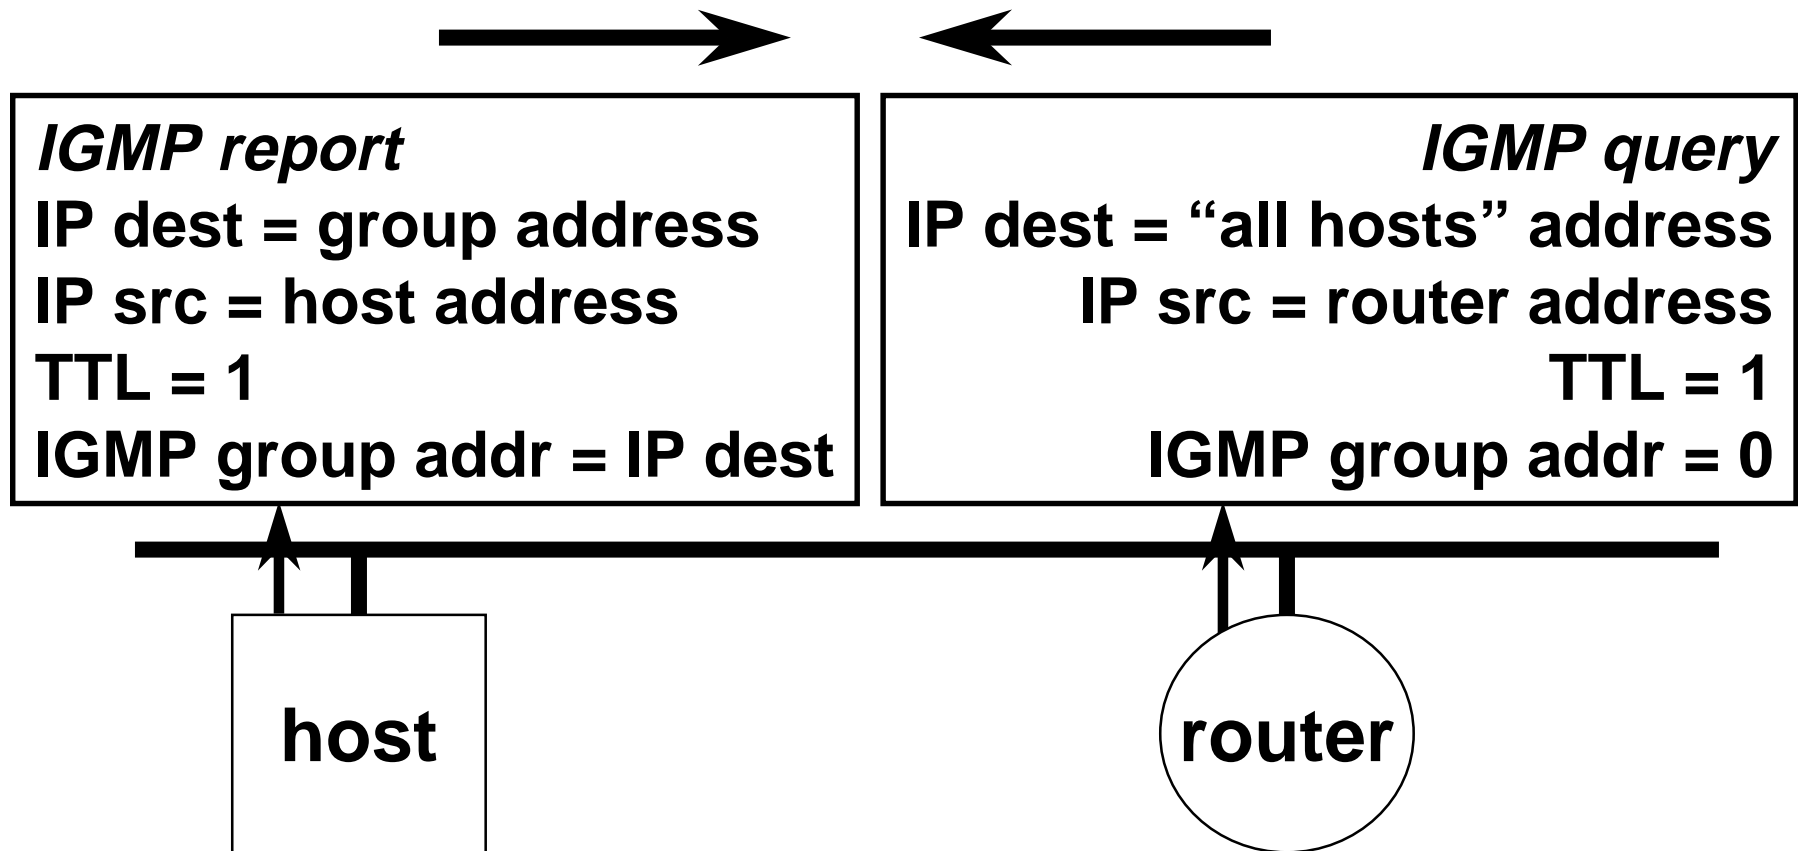 IGMP report
IP dest = group address
IP src = host address
TTL = 1
IGMP group addr = IP dest
IGMP query
IP dest = “all hosts” address
IP src = router address
TTL = 1
IGMP group addr = 0
host
router